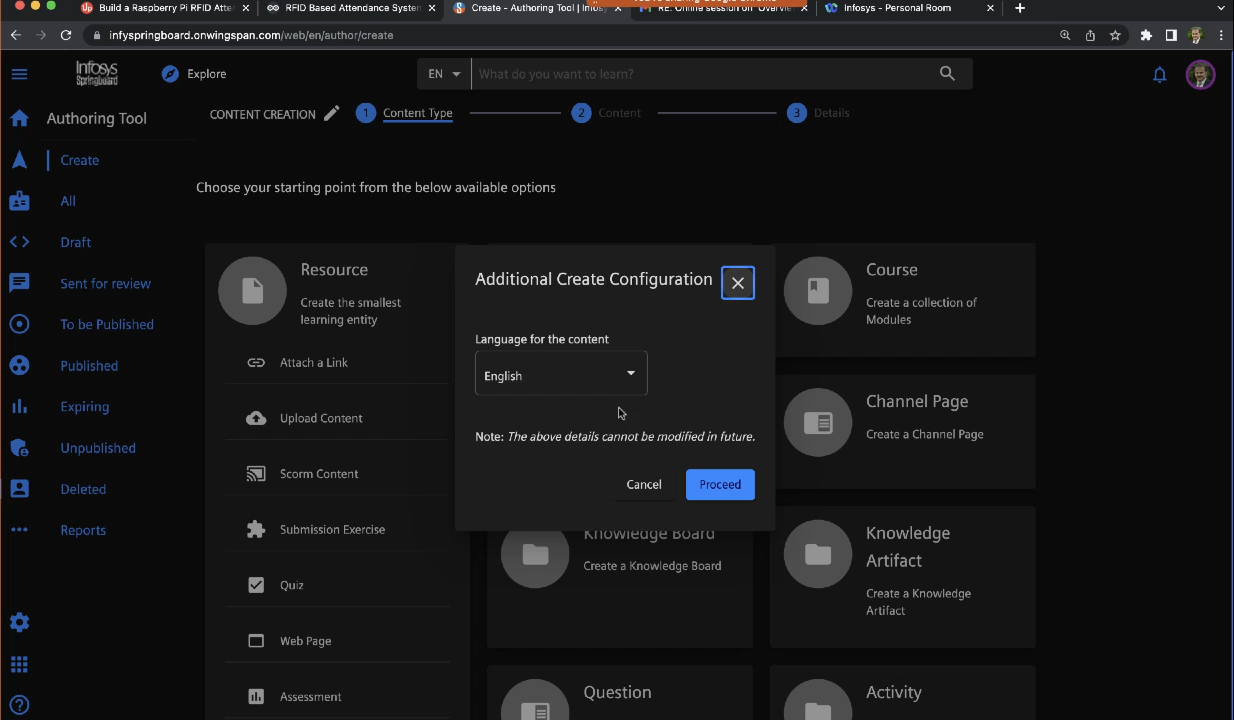 Build a Raspberry Pi RFID Atte
RFID Based Attendance System
Create - Authoring Tool | Infos
RE: Online session on "Overvie
Infosys - Personal Room
infyspringboard.onwingspan.com/web/en/author/create
Infosys
Springboard
Explore
EN
What do you want to learn?
Authoring Tool
CONTENT CREATION
1
Content Type
2
Content
3
Details
Create
All
Draft
Sent for review
To be Published
Published
Expiring
Unpublished
Deleted
Reports
Choose your starting point from the below available options
Resource
Create the smallest
learning entity
Attach a Link
Upload Content
Scorm Content
Submission Exercise
Quiz
Web Page
Assessment
Additional Create Configuration
Language for the content
English
Note: The above details cannot be modified in future.
Cancel
Proceed
Knowledge Board
Create a Knowledge Board
Question
Course
Create a collection of
Modules
Channel Page
Create a Channel Page
Knowledge
Artifact
Create a Knowledge
Artifact
Activity